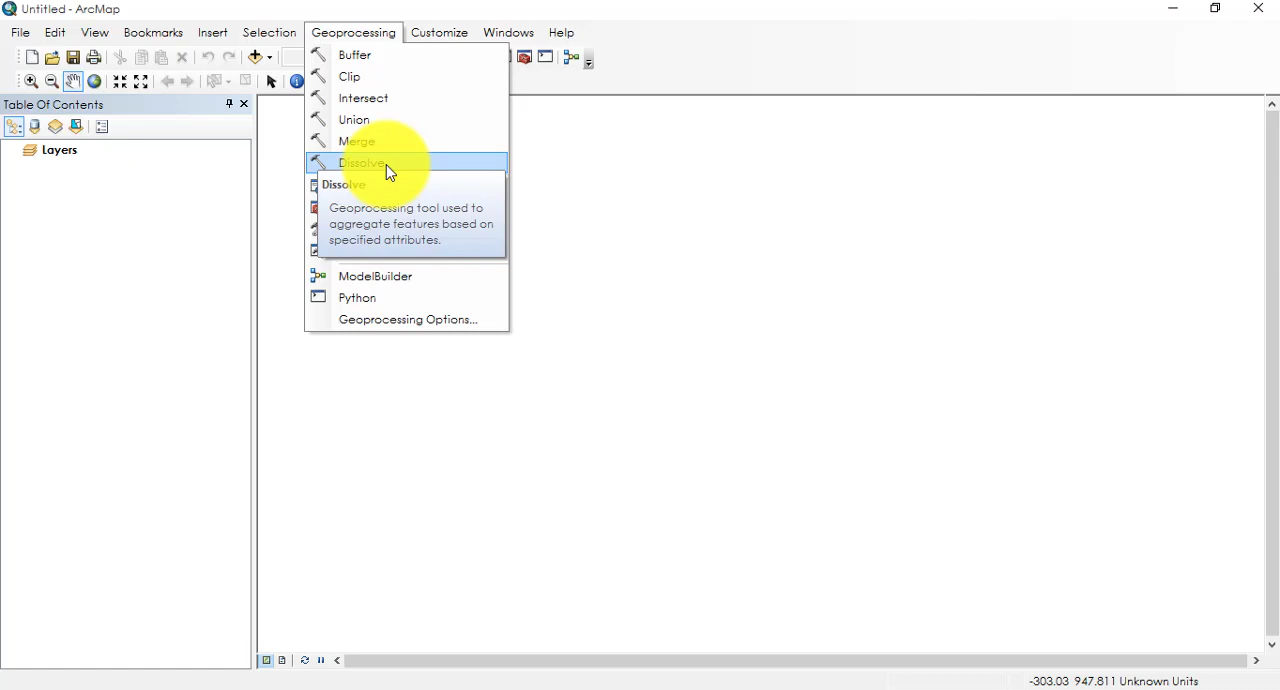 Untitled - ArcMap
File Edit View Bookmarks Insert Selection Geoprocessing Customize Windows Help
Table Of Contents
Layers
Buffer
Clip
Intersect
Union
Merge
Dissolve
Dissolve
Geoprocessing tool used to
aggregate features based on
specified attributes.
ModelBuilder
Python
Geoprocessing Options...
-303.03 947.811 Unknown Units